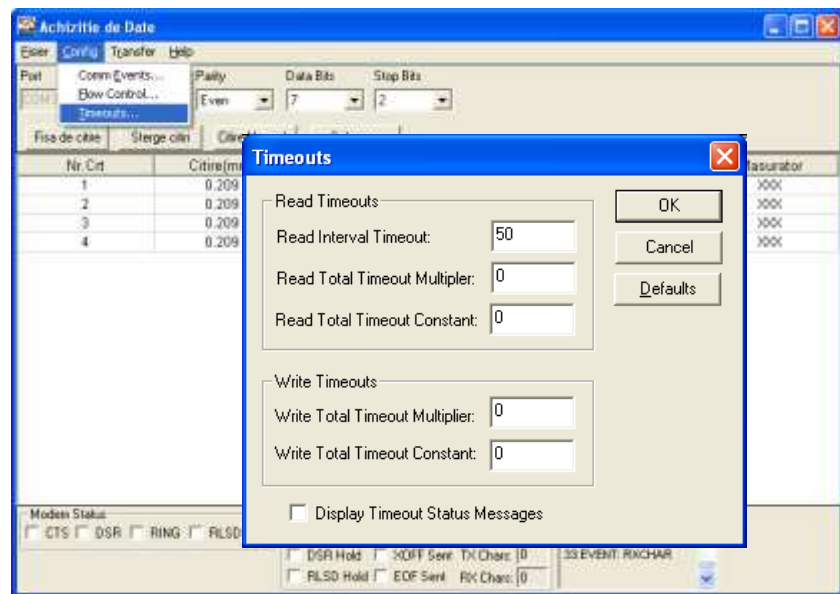 Achizitie de Date
Fisier Config Transfer Help
Port Parity Data Bits Stop Bits
Comm Events...
Flow Control...
Timeouts...
Even 7 2
Fisa de citire Sterge citiri
Nr.Crt
1 0.209 XXX
2 0.209 XXX
3 0.209 XXX
4 0.209 XXX
Timeouts
Read Timeouts
Read Interval Timeout: 50
Read Total Timeout Multipler: 0
Read Total Timeout Constant: 0
OK
Cancel
Defaults
Write Timeouts
Write Total Timeout Multiplier: 0
Write Total Timeout Constant: 0
Display Timeout Status Messages
Modem Status
CTS DSR RING RLSD
DSR Hold XOFF Sent TX Chars: 0
RLSD Hold EOF Sent RX Chars: 0
33:EVENT: RXCHAR